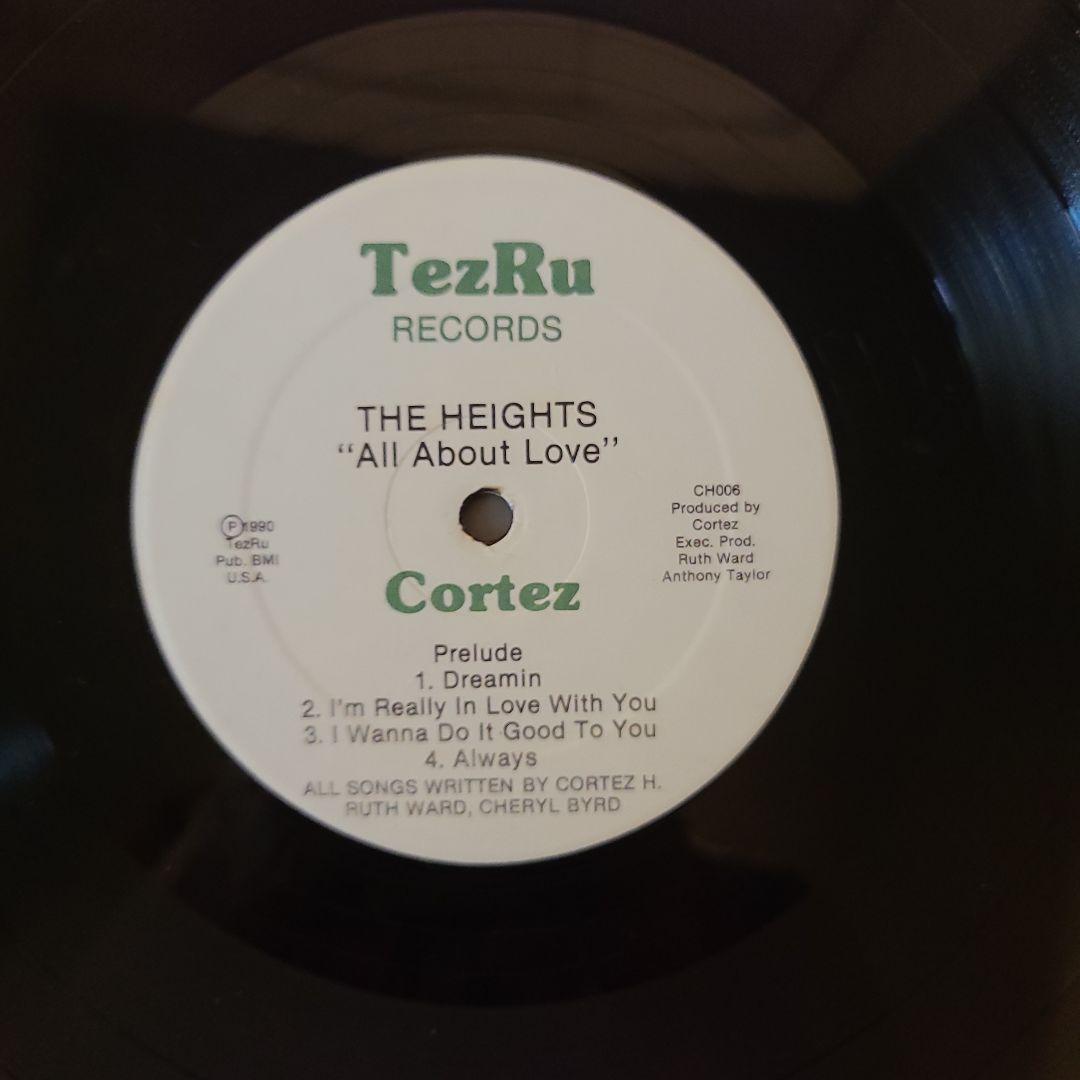 TezRu
RECORDS
THE HEIGHTS
“All About Love”
Ⓟ1990
TezRu
Pub. BMI
U.S.A.
CH006
Produced by
Cortez
Exec. Prod.
Ruth Ward
Anthony Taylor
Cortez
Prelude
1. Dreamin
2. I'm Really In Love With You
3. I Wanna Do It Good To You
4. Always
ALL SONGS WRITTEN BY CORTEZ H.
RUTH WARD, CHERYL BYRD